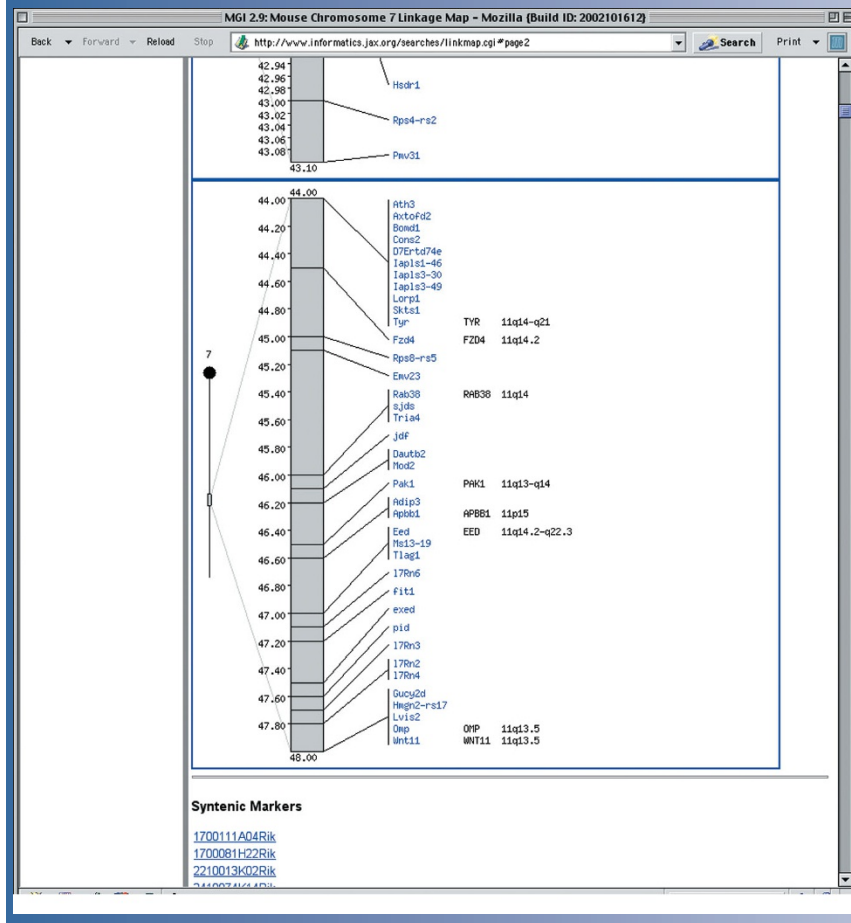 MGI 2.9: Mouse Chromosome 7 Linkage Map - Mozilla {Build ID: 2002101612}
Back Forward Reload Stop http://www.informatics.jax.org/searches/linkmap.cgi#page2 Search Print
42.94
42.96
42.98 Hsdr1
43.00
43.02 Rps4-rs2
43.04
43.06
43.08 Pmv31
43.10
44.00
44.00 Ath3
Axtofd2
44.20 Bomd1
Cons2
D7Ertd74e
44.40 Iapls1-46
Iapls3-30
44.60 Iapls3-49
Lorp1
44.80 Skts1
Tyr TYR 11q14-q21
45.00 Fzd4 FZD4 11q14.2
7 Rps8-rs5
45.20 Emv23
45.40 Rab38 RAB38 11q14
sjds
45.60 Tria4
jdf
45.80 Dautb2
Mod2
46.00 Pak1 PAK1 11q13-q14
46.20 Adip3
Apbb1 APBB1 11p15
46.40 Eed EED 11q14.2-q22.3
Ms13-19
46.60 Tlag1
l7Rn6
46.80 fit1
exed
47.00 pid
47.20 l7Rn3
l7Rn2
47.40 l7Rn4
Gucy2d
47.60 Hmgn2-rs17
Lvis2
47.80 Omp OMP 11q13.5
Wnt11 WNT11 11q13.5
48.00
Syntenic Markers
1700111A04Rik
1700081H22Rik
2210013K02Rik